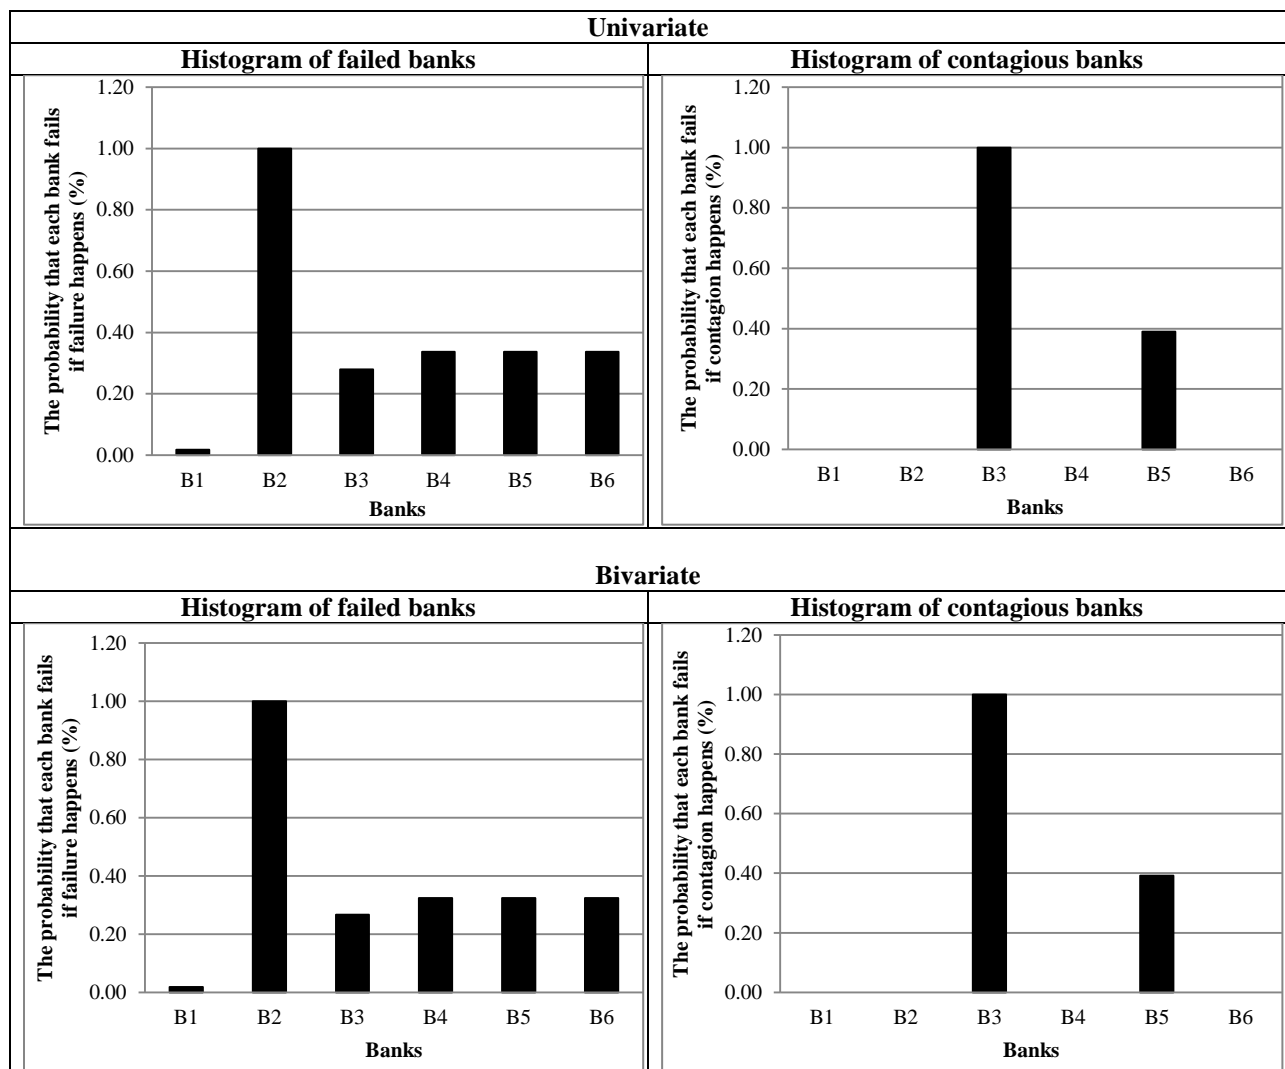 Univariate
Histogram of failed banks
Histogram of contagious banks
The probability that each bank fails
if failure happens (%)
1.20
1.00
0.80
0.60
0.40
0.20
0.00
B1 B2 B3 B4 B5 B6
Banks
The probability that each bank fails
if contagion happens (%)
1.20
1.00
0.80
0.60
0.40
0.20
0.00
B1 B2 B3 B4 B5 B6
Banks
Bivariate
Histogram of failed banks
Histogram of contagious banks
The probability that each bank fails
if failure happens (%)
1.20
1.00
0.80
0.60
0.40
0.20
0.00
B1 B2 B3 B4 B5 B6
Banks
The probability that each bank fails
if contagion happens (%)
1.20
1.00
0.80
0.60
0.40
0.20
0.00
B1 B2 B3 B4 B5 B6
Banks